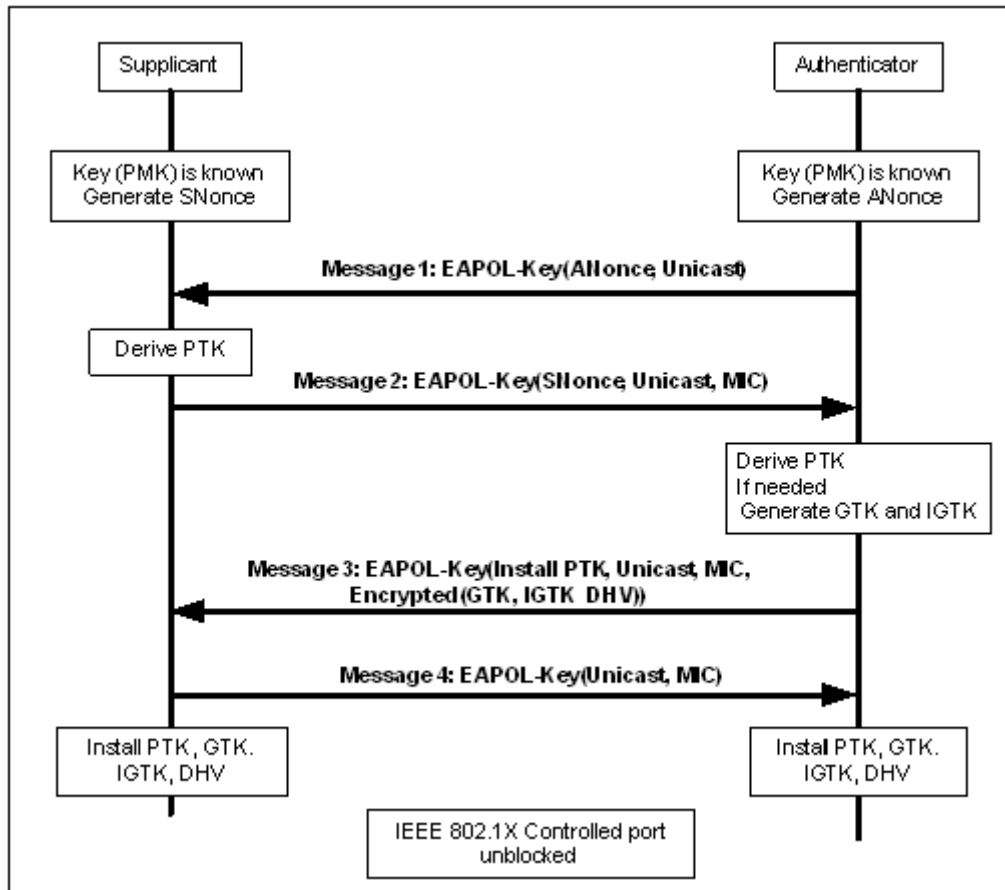 Supplicant
Authenticator
Key (PMK) is known
Generate SNonce
Key (PMK) is known
Generate ANonce
Message 1: EAPOL-Key(ANonce, Unicast)
Derive PTK
Message 2: EAPOL-Key(SNonce, Unicast, MIC)
Derive PTK
If needed
Generate GTK and IGTK
Message 3: EAPOL-Key(Install PTK, Unicast, MIC,
Encrypted (GTK, IGTK DHV))
Message 4: EAPOL-Key(Unicast, MIC)
Install PTK, GTK.
IGTK, DHV
Install PTK, GTK.
IGTK, DHV
IEEE 802.1X Controlled port
unblocked